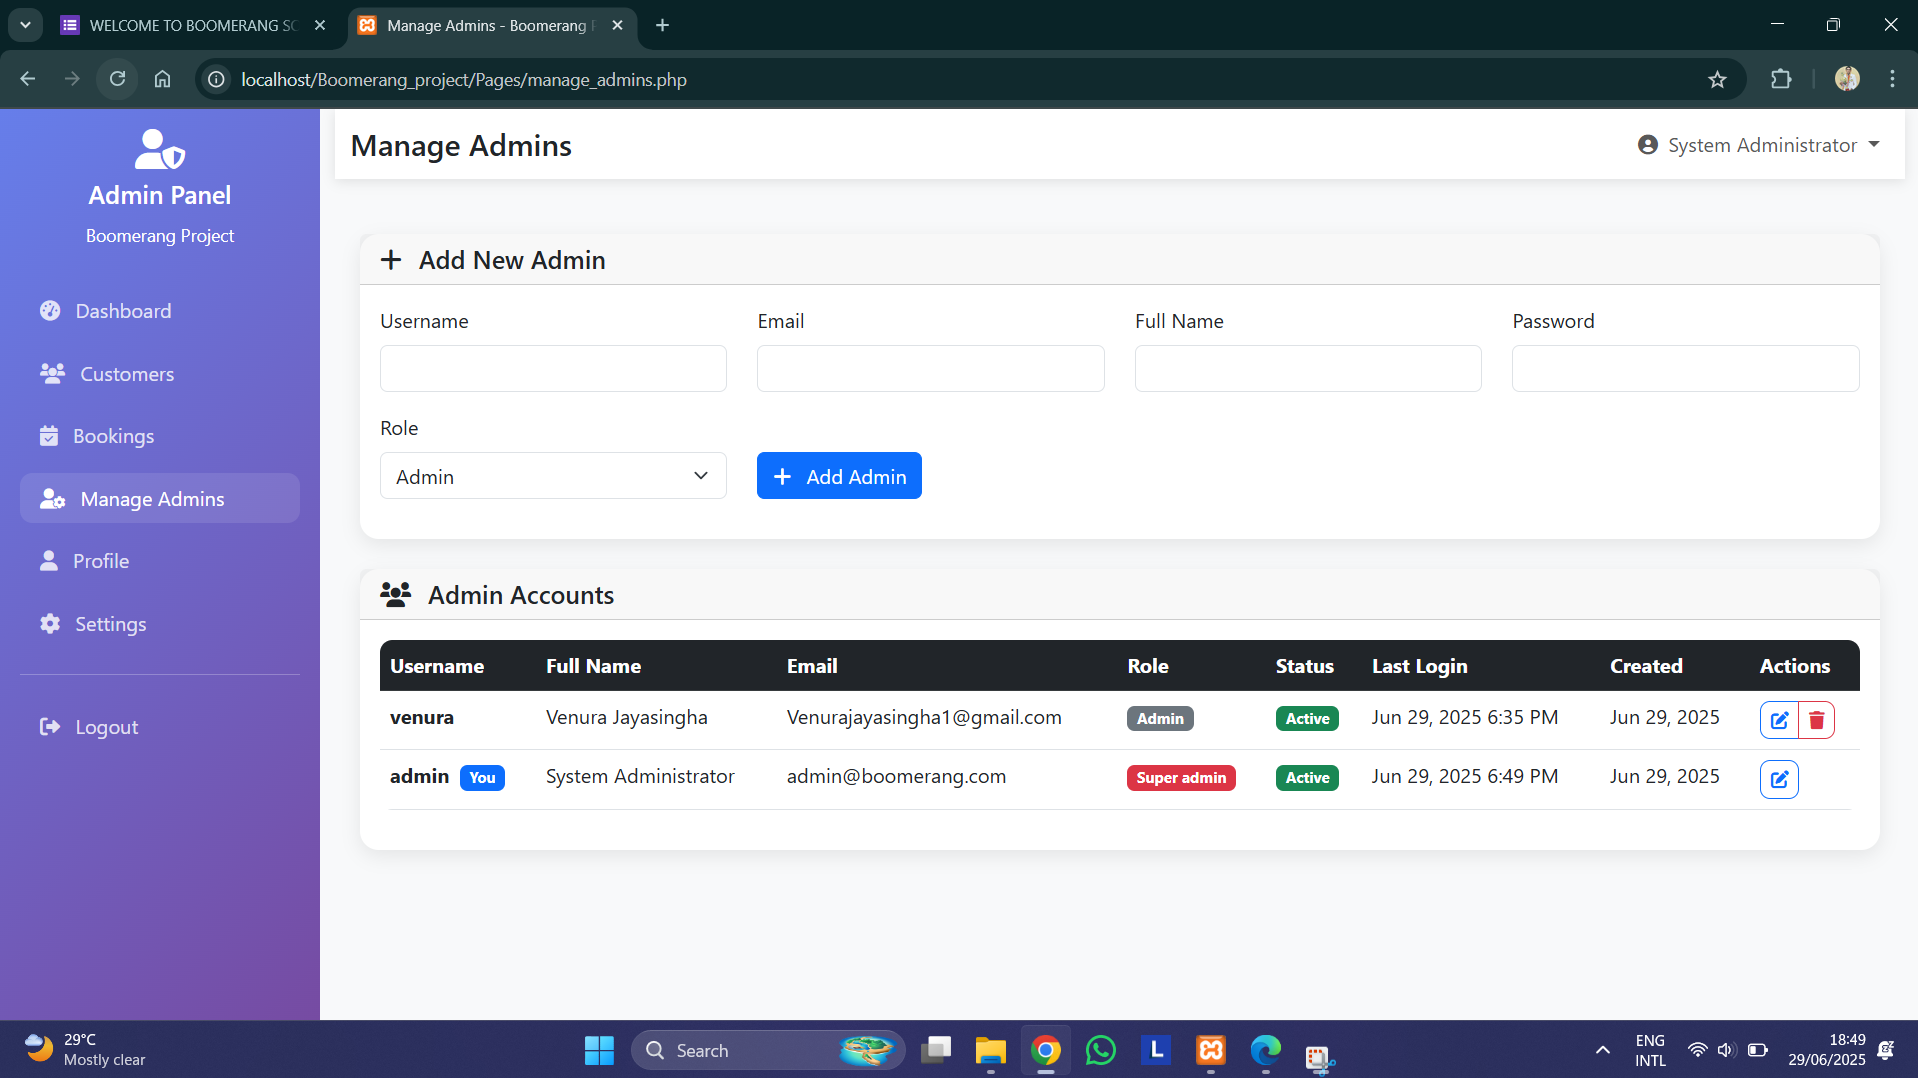 WELCOME TO BOOMERANG SC
Manage Admins - Boomerang P
localhost/Boomerang_project/Pages/manage_admins.php
Admin Panel
Boomerang Project
Dashboard
Customers
Bookings
Manage Admins
Profile
Settings
Logout
Manage Admins
System Administrator
Add New Admin
Username Email Full Name Password
Role
Admin
Add Admin
Admin Accounts
Username Full Name Email Role Status Last Login Created Actions
venura Venura Jayasingha Venurajayasingha1@gmail.com Admin Active Jun 29, 2025 6:35 PM Jun 29, 2025
admin You System Administrator admin@boomerang.com Super admin Active Jun 29, 2025 6:49 PM Jun 29, 2025
29°C
Mostly clear
Search
L
ENG
INTL
18:49
29/06/2025